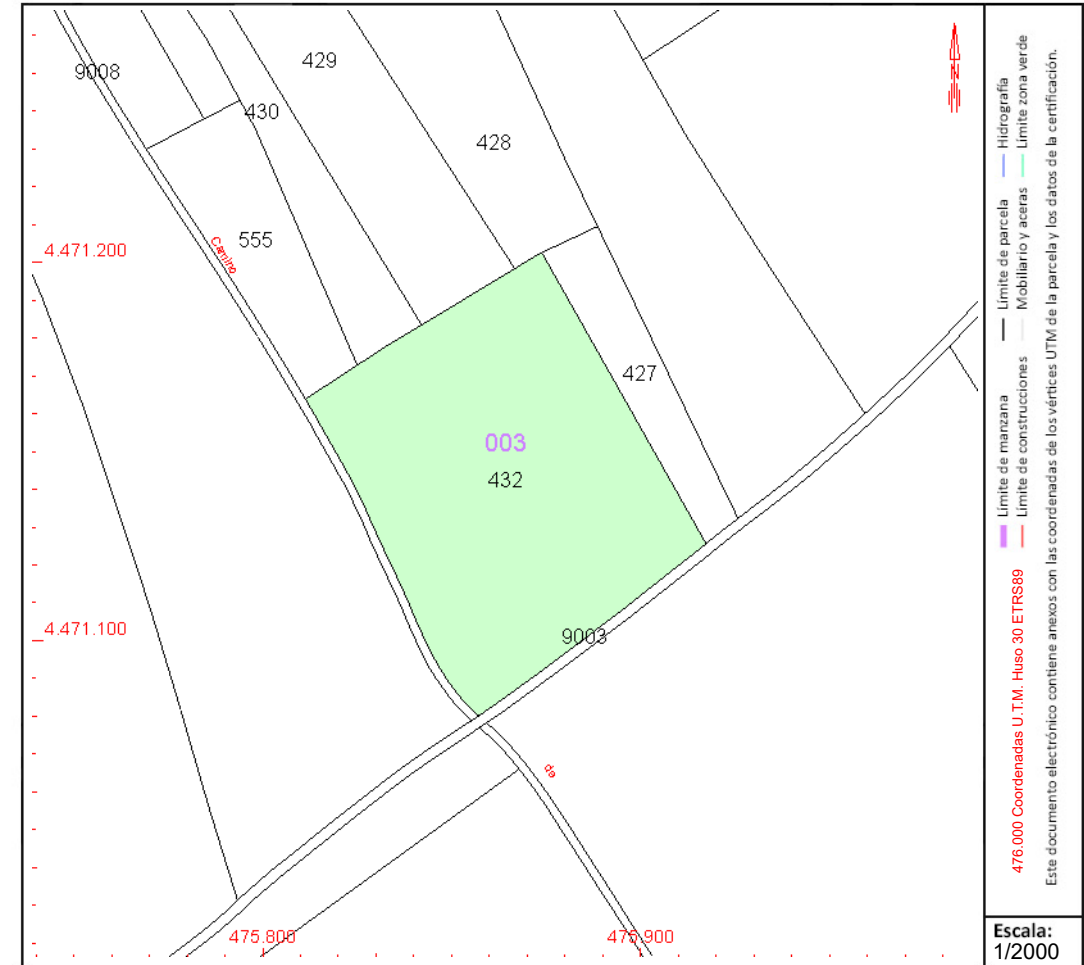 9008
429
430
428
555
Camino
4.471.200
427
003
432
4.471.100
9003
de
475.800
475.900
N
Límite de manzana
Límite de parcela
Hidrografía
476.000 Coordenadas U.T.M. Huso 30 ETRS89
Límite de construcciones
Mobiliario y aceras
Límite zona verde
Este documento electrónico contiene anexos con las coordenadas de los vértices UTM de la parcela y los datos de la certificación.
Escala:
1/2000